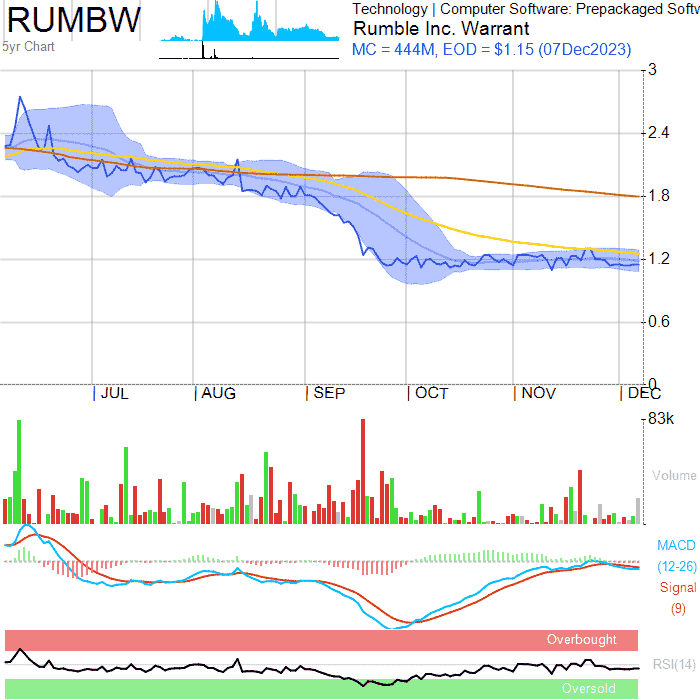 RUMBW
5yr Chart
Technology | Computer Software: Prepackaged Softw
Rumble Inc. Warrant
MC = 444M, EOD = $1.15 (07Dec2023)
3
2.4
1.8
1.2
0.6
0
JUL AUG SEP OCT NOV DEC
83k
Volume
MACD
(12-26)
Signal
(9)
Overbought
RSI(14)
Oversold